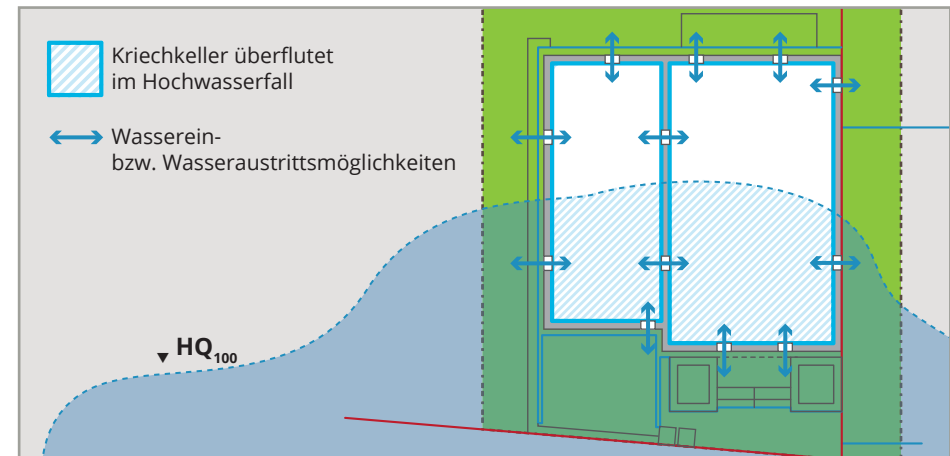 Kriechkeller überflutet
im Hochwasserfall
Wasserein-
bzw. Wasseraustrittsmöglichkeiten
HQ100